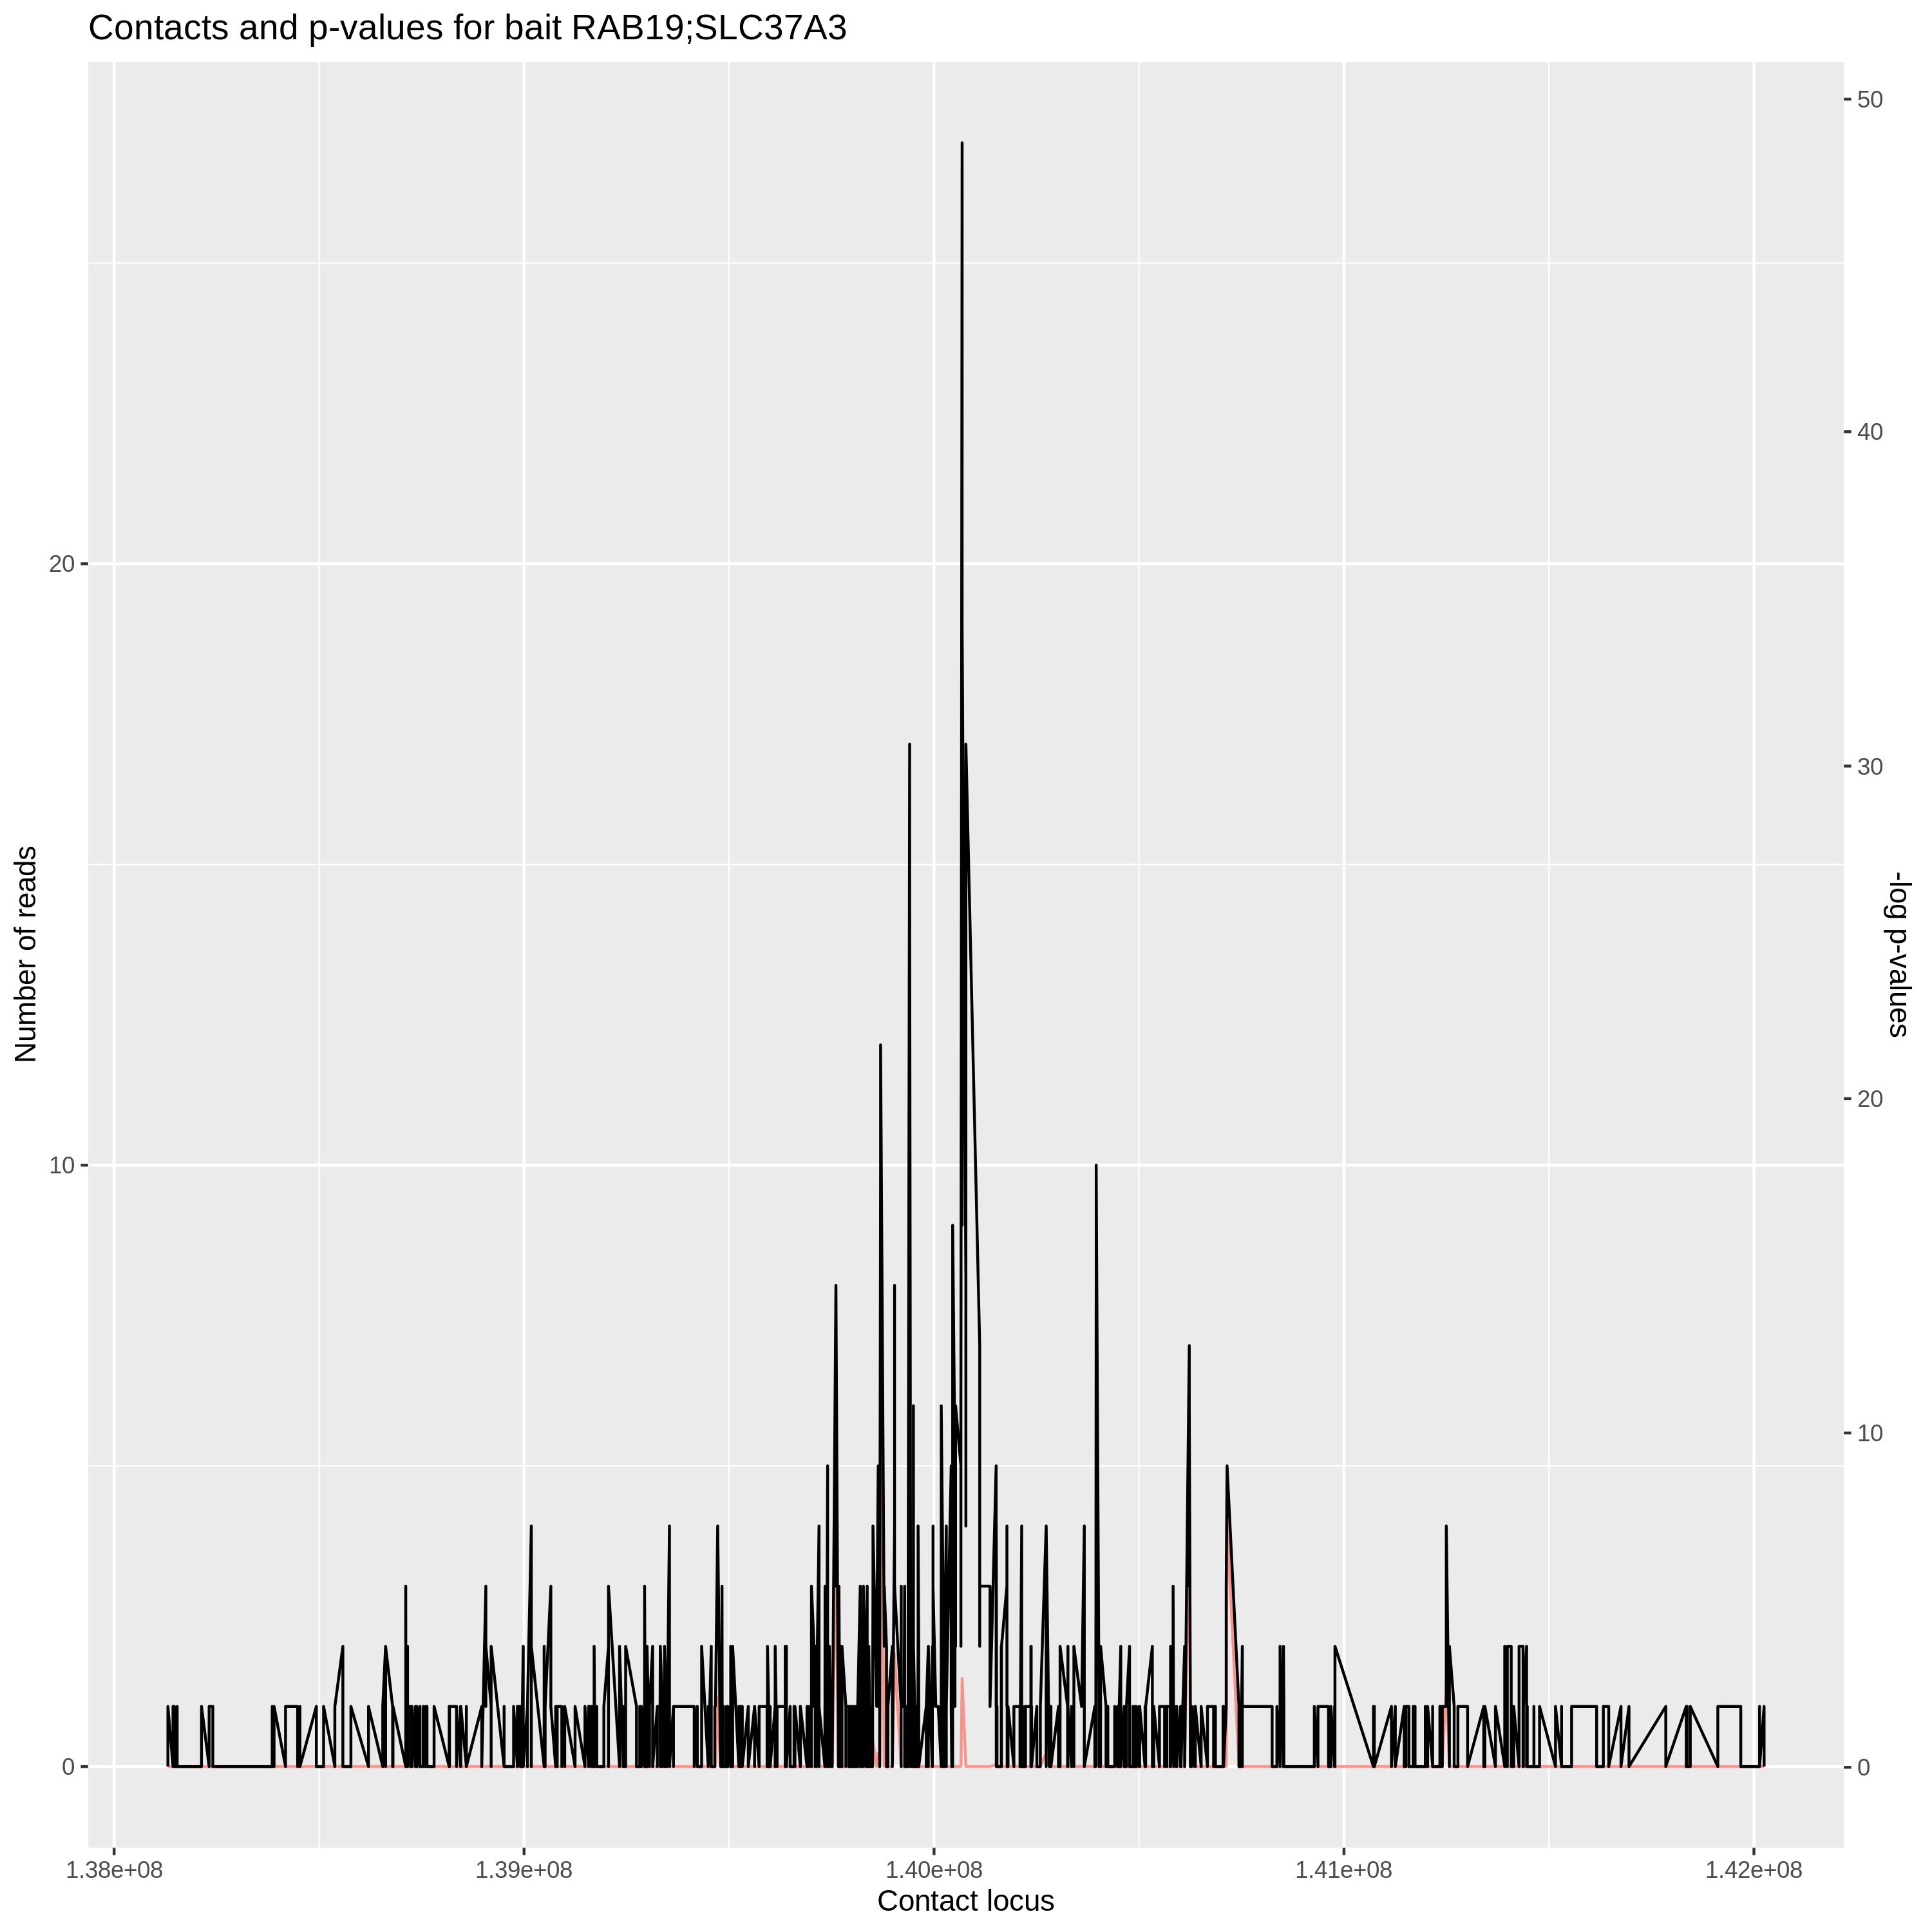 Contacts and p-values for bait RAB19;SLC37A3
50
40
20
30
Number of reads
-log p-values
20
10
10
0
0
1.38e+08 1.39e+08 1.40e+08 1.41e+08 1.42e+08
Contact locus